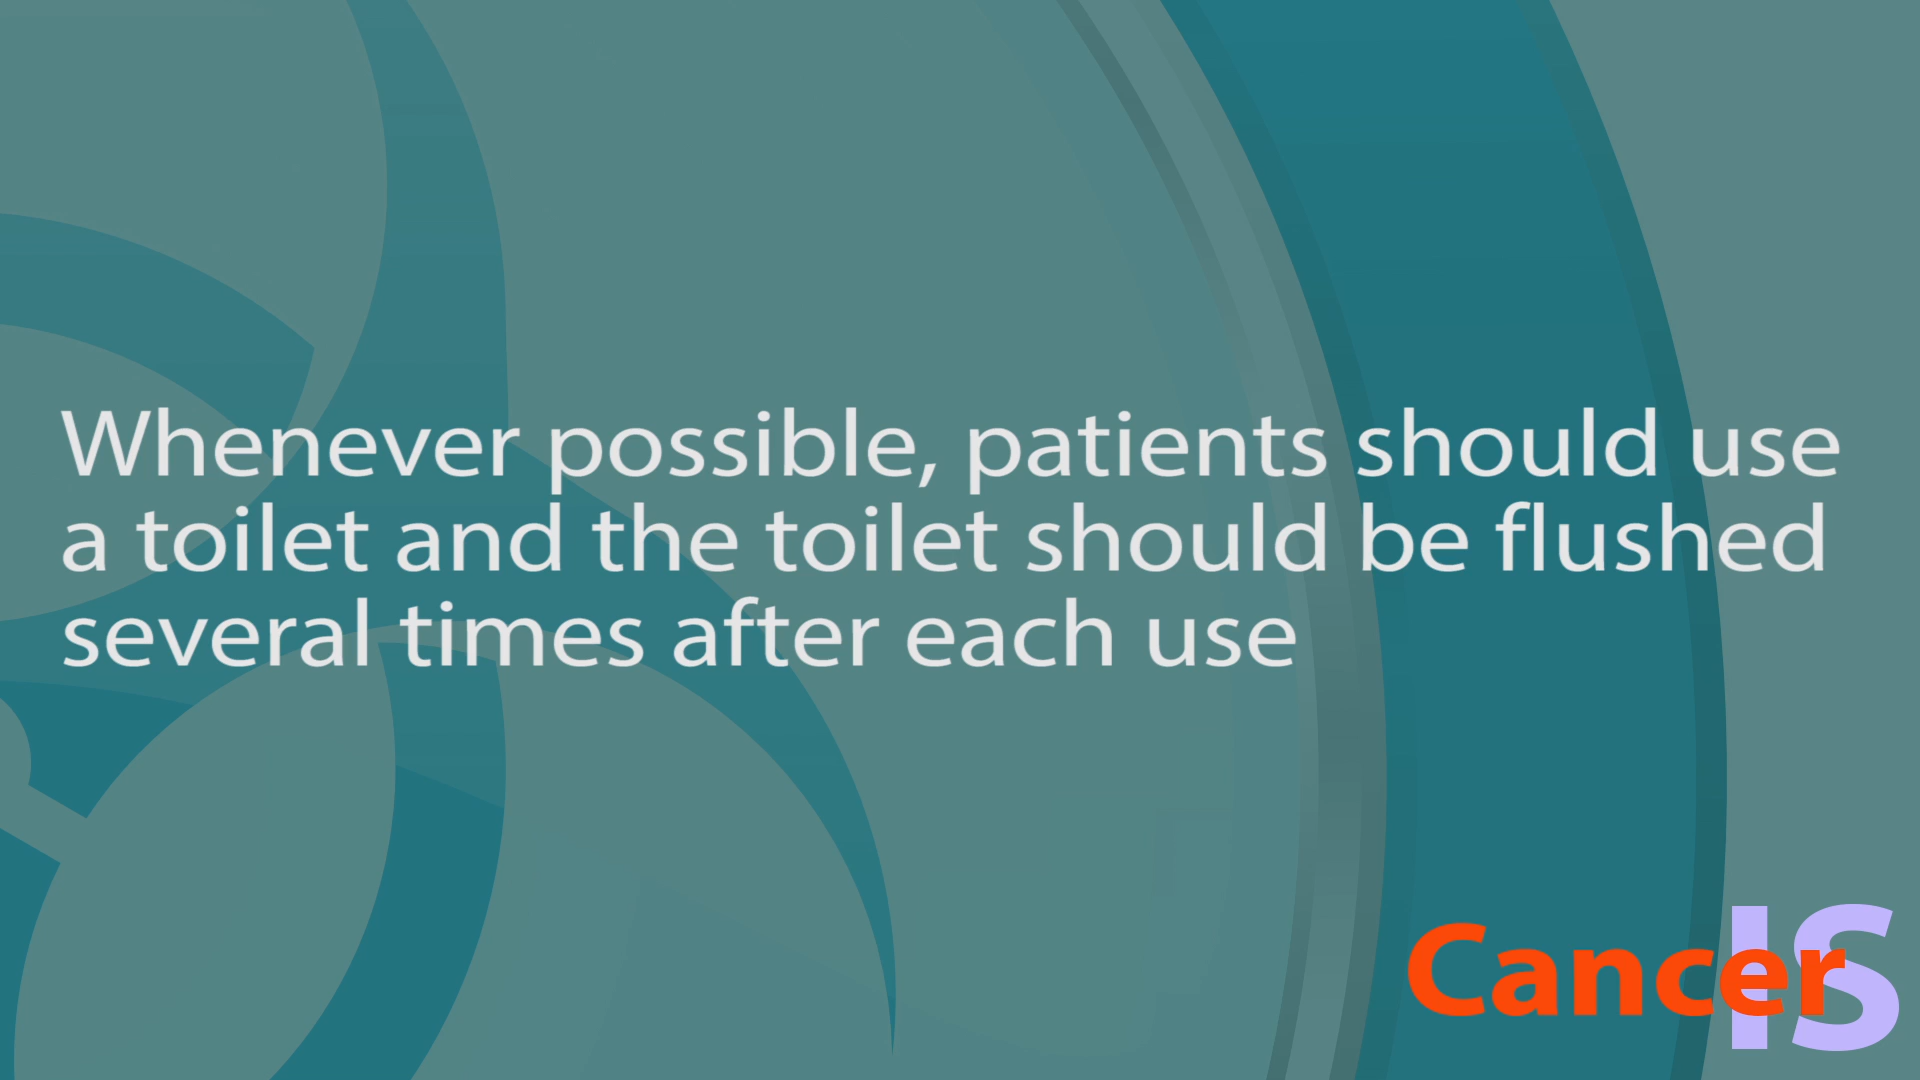 Whenever possible, patients should use
a toilet and the toilet should be flushed
several times after each use
CancerIS